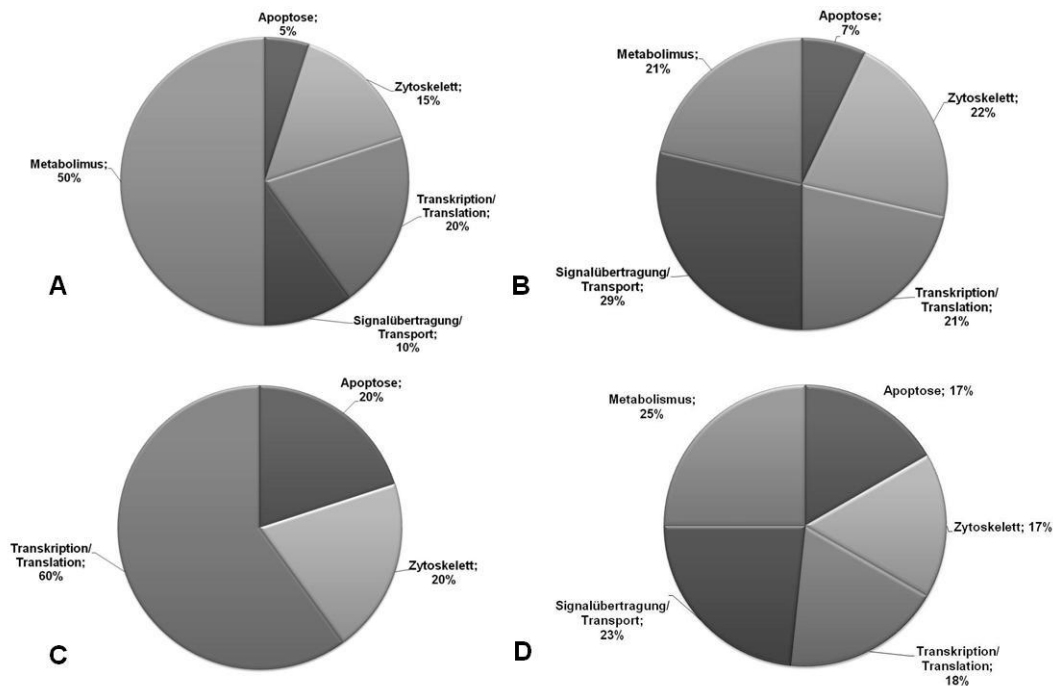 Apoptose;
5%
Zytoskelett;
15%
Metabolimus;
50%
Transkription/
Translation;
20%
Signalübertragung/
Transport;
10%
A
Apoptose;
7%
Metabolimus;
21%
Zytoskelett;
22%
Signalübertragung/
Transport;
29%
Transkription/
Translation;
21%
B
Apoptose;
20%
Transkription/
Translation;
60%
Zytoskelett;
20%
C
Metabolismus;
25%
Apoptose; 17%
Zytoskelett; 17%
Signalübertragung/
Transport;
23%
Transkription/
Translation;
18%
D